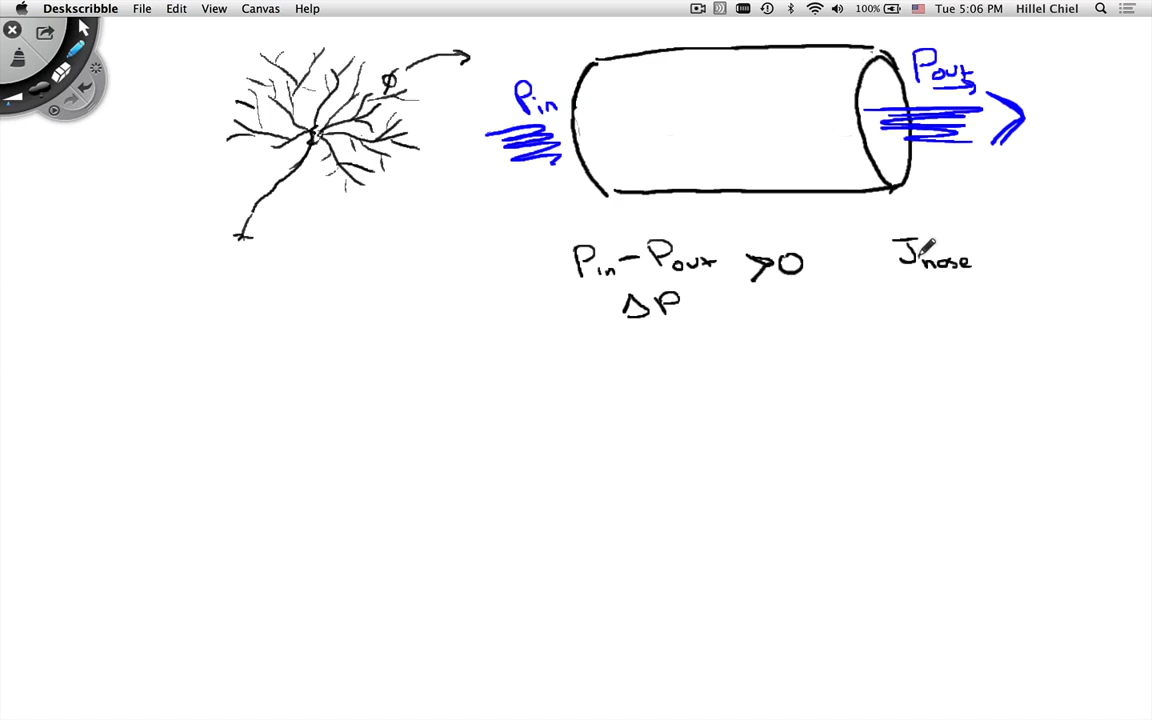 Deskscribble File Edit View Canvas Help 100% Tue 5:06 PM Hillel Chiel
ϕ
Pin
Pout
Pin - Pout > 0
Jhose
ΔP